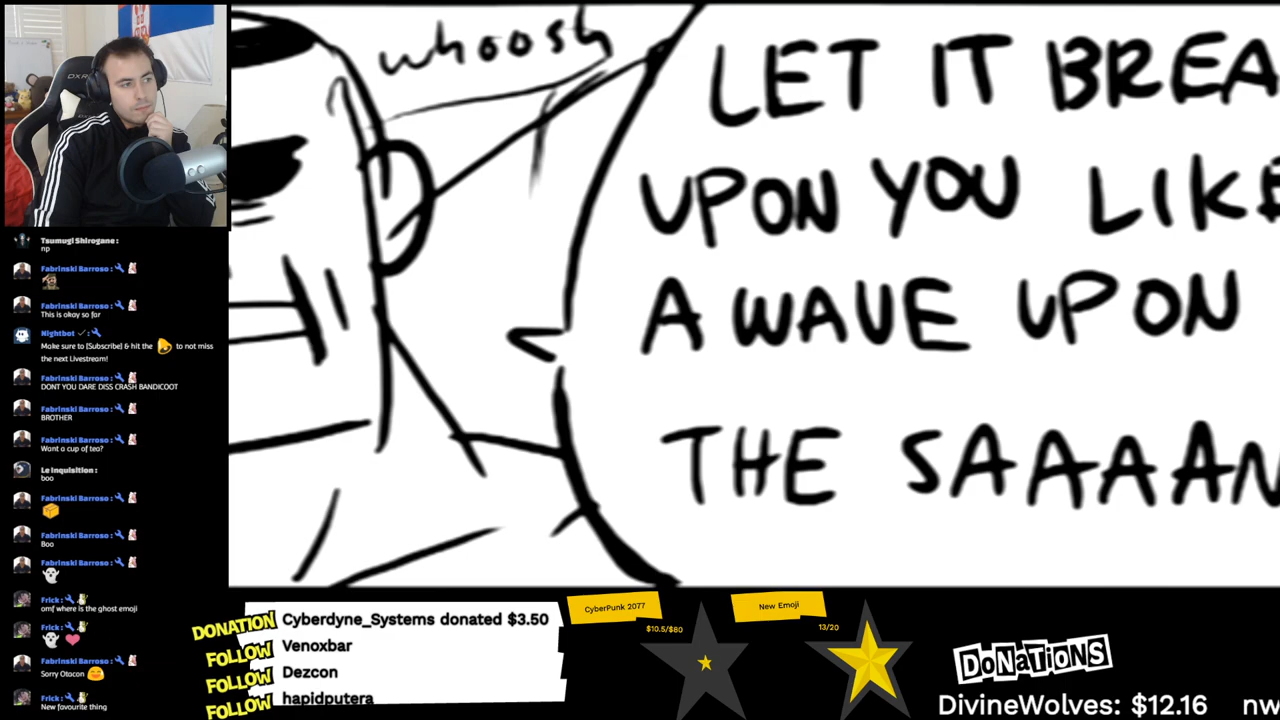 whoosh
LET IT BREA
UPON YOU LIKE
A WAVE UPON
THE SAAAAN
DXR
Tsumugi Shirogane :
np
Fabrinski Barroso :
Fabrinski Barroso :
This is okay so far
Nightbot ✓ :
Make sure to [Subscribe] & hit the to not miss
the next Livestream!
Fabrinski Barroso :
DONT YOU DARE DISS CRASH BANDICOOT
Fabrinski Barroso :
BROTHER
Fabrinski Barroso :
Want a cup of tea?
Le Inquisition :
boo
Fabrinski Barroso :
Fabrinski Barroso :
Boo
Fabrinski Barroso :
Frick :
omf where is the ghost emoji
Frick :
Fabrinski Barroso :
Sorry Otacon
Frick :
New favourite thing
DONATION Cyberdyne_Systems donated $3.50
FOLLOW Venoxbar
FOLLOW Dezcon
FOLLOW hapidputera
CyberPunk 2077
$10.5/$80
New Emoji
13/20
DONATIONS
DivineWolves: $12.16 nw